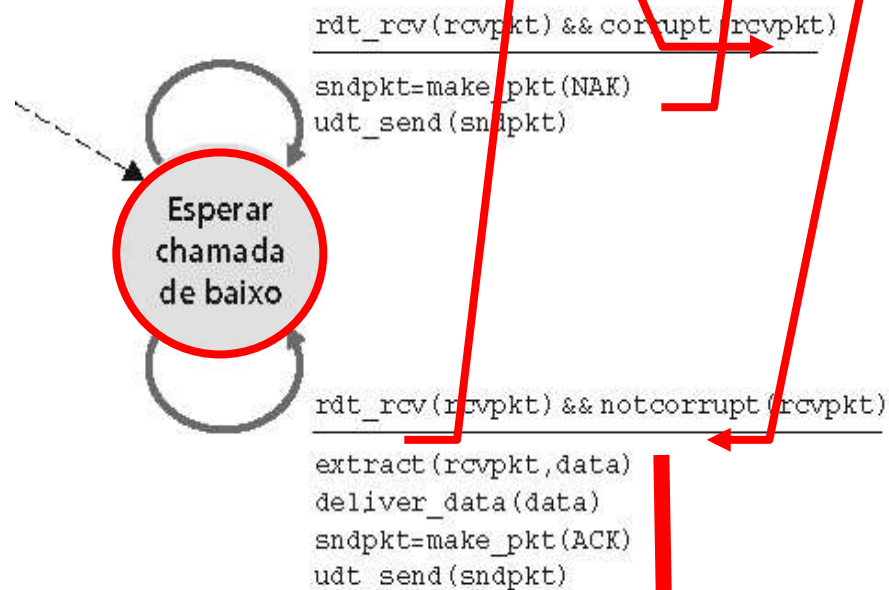 rdt_rcv(rcvpkt) && corrupt(rcvpkt)
sndpkt=make_pkt(NAK)
udt_send(sndpkt)
Esperar
chamada
de baixo
rdt_rcv(rcvpkt) && notcorrupt(rcvpkt)
extract(rcvpkt,data)
deliver_data(data)
sndpkt=make_pkt(ACK)
udt_send(sndpkt)